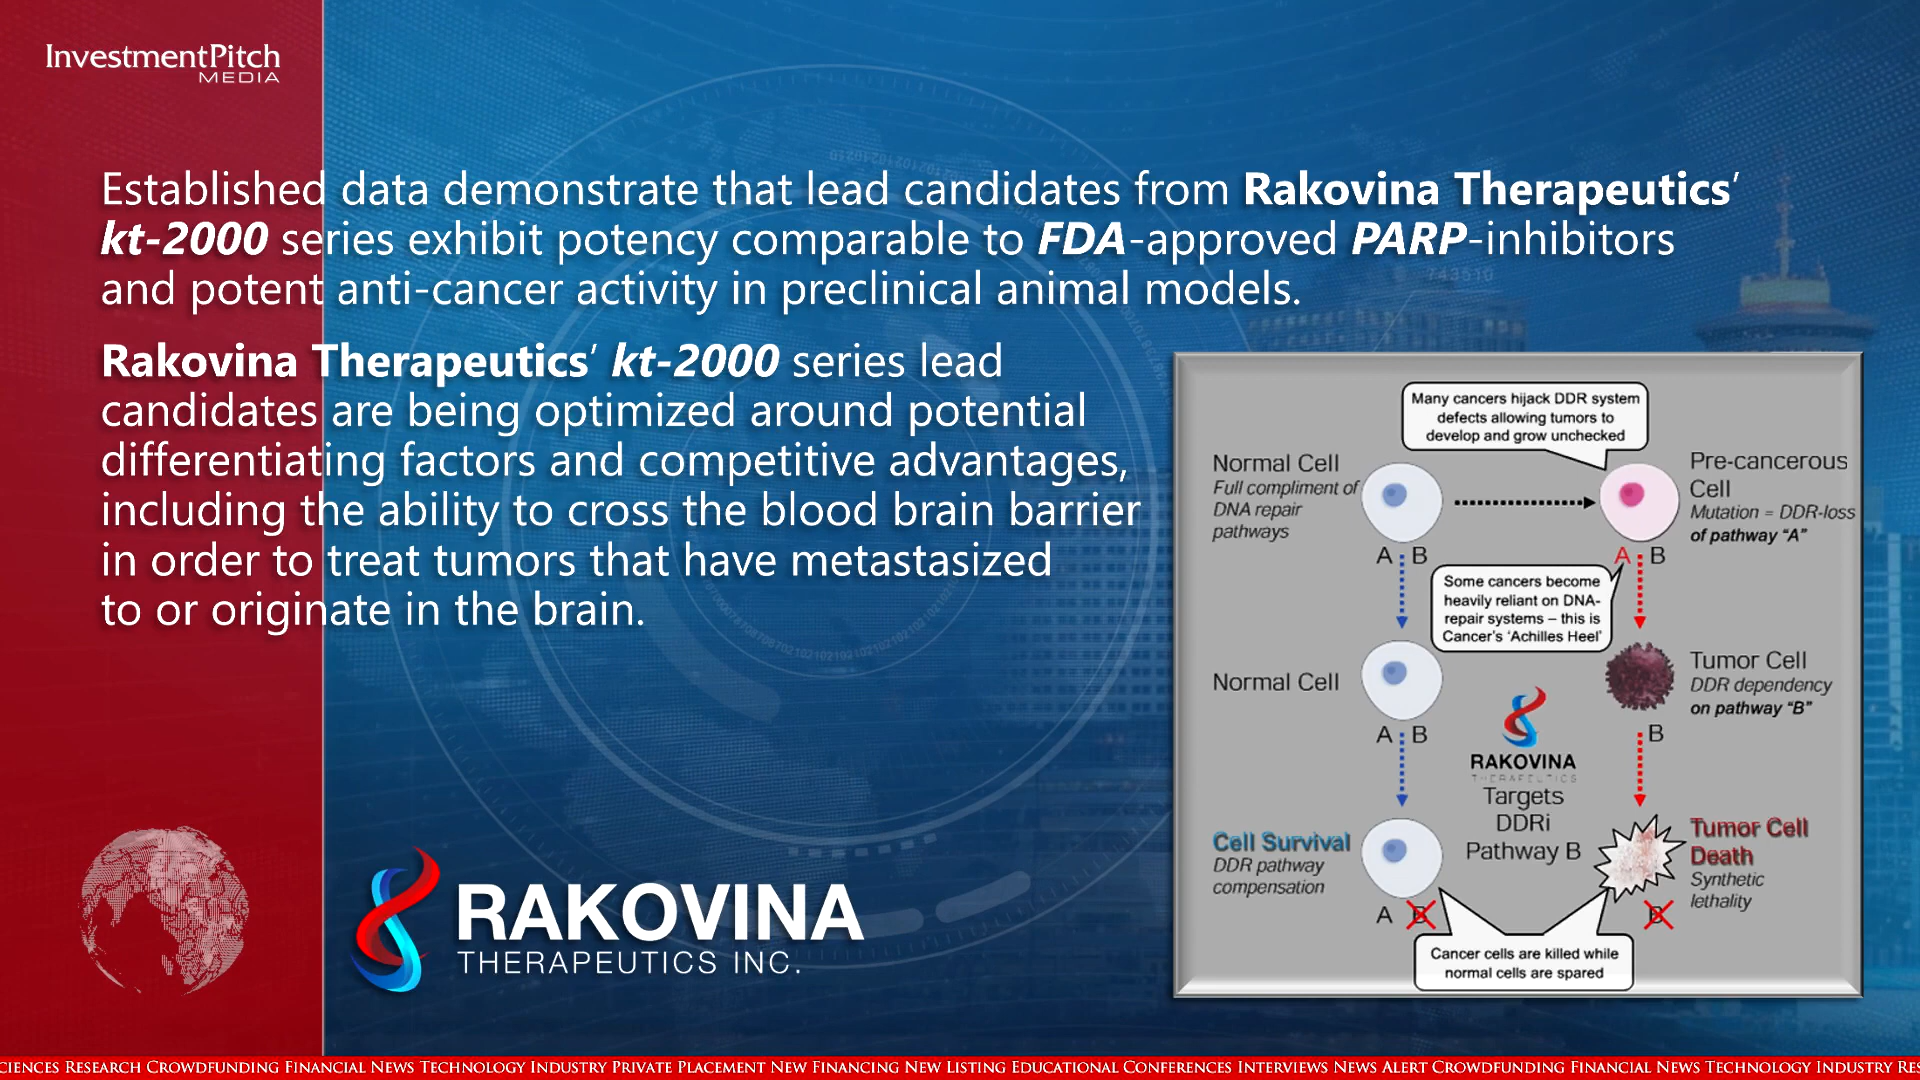 InvestmentPitch
MEDIA
Established data demonstrate that lead candidates from Rakovina Therapeutics’
kt-2000 series exhibit potency comparable to FDA-approved PARP-inhibitors
and potent anti-cancer activity in preclinical animal models.
Rakovina Therapeutics’ kt-2000 series lead
candidates are being optimized around potential
differentiating factors and competitive advantages,
including the ability to cross the blood brain barrier
in order to treat tumors that have metastasized
to or originate in the brain.
Many cancers hijack DDR system
defects allowing tumors to
develop and grow unchecked
Normal Cell
Full compliment of
DNA repair
pathways
Pre-cancerous
Cell
Mutation = DDR-loss
of pathway “A”
A B
A B
Some cancers become
heavily reliant on DNA-
repair systems – this is
Cancer’s ‘Achilles Heel’
Normal Cell
Tumor Cell
DDR dependency
on pathway “B”
A B
B
RAKOVINA
THERAPEUTICS
Targets
DDRi
Pathway B
Cell Survival
DDR pathway
compensation
Tumor Cell
Death
Synthetic
lethality
A B
B
Cancer cells are killed while
normal cells are spared
RAKOVINA
THERAPEUTICS INC.
CIENCES RESEARCH CROWDFUNDING FINANCIAL NEWS TECHNOLOGY INDUSTRY PRIVATE PLACEMENT NEW FINANCING NEW LISTING EDUCATIONAL CONFERENCES INTERVIEWS NEWS ALERT CROWDFUNDING FINANCIAL NEWS TECHNOLOGY INDUSTRY RES